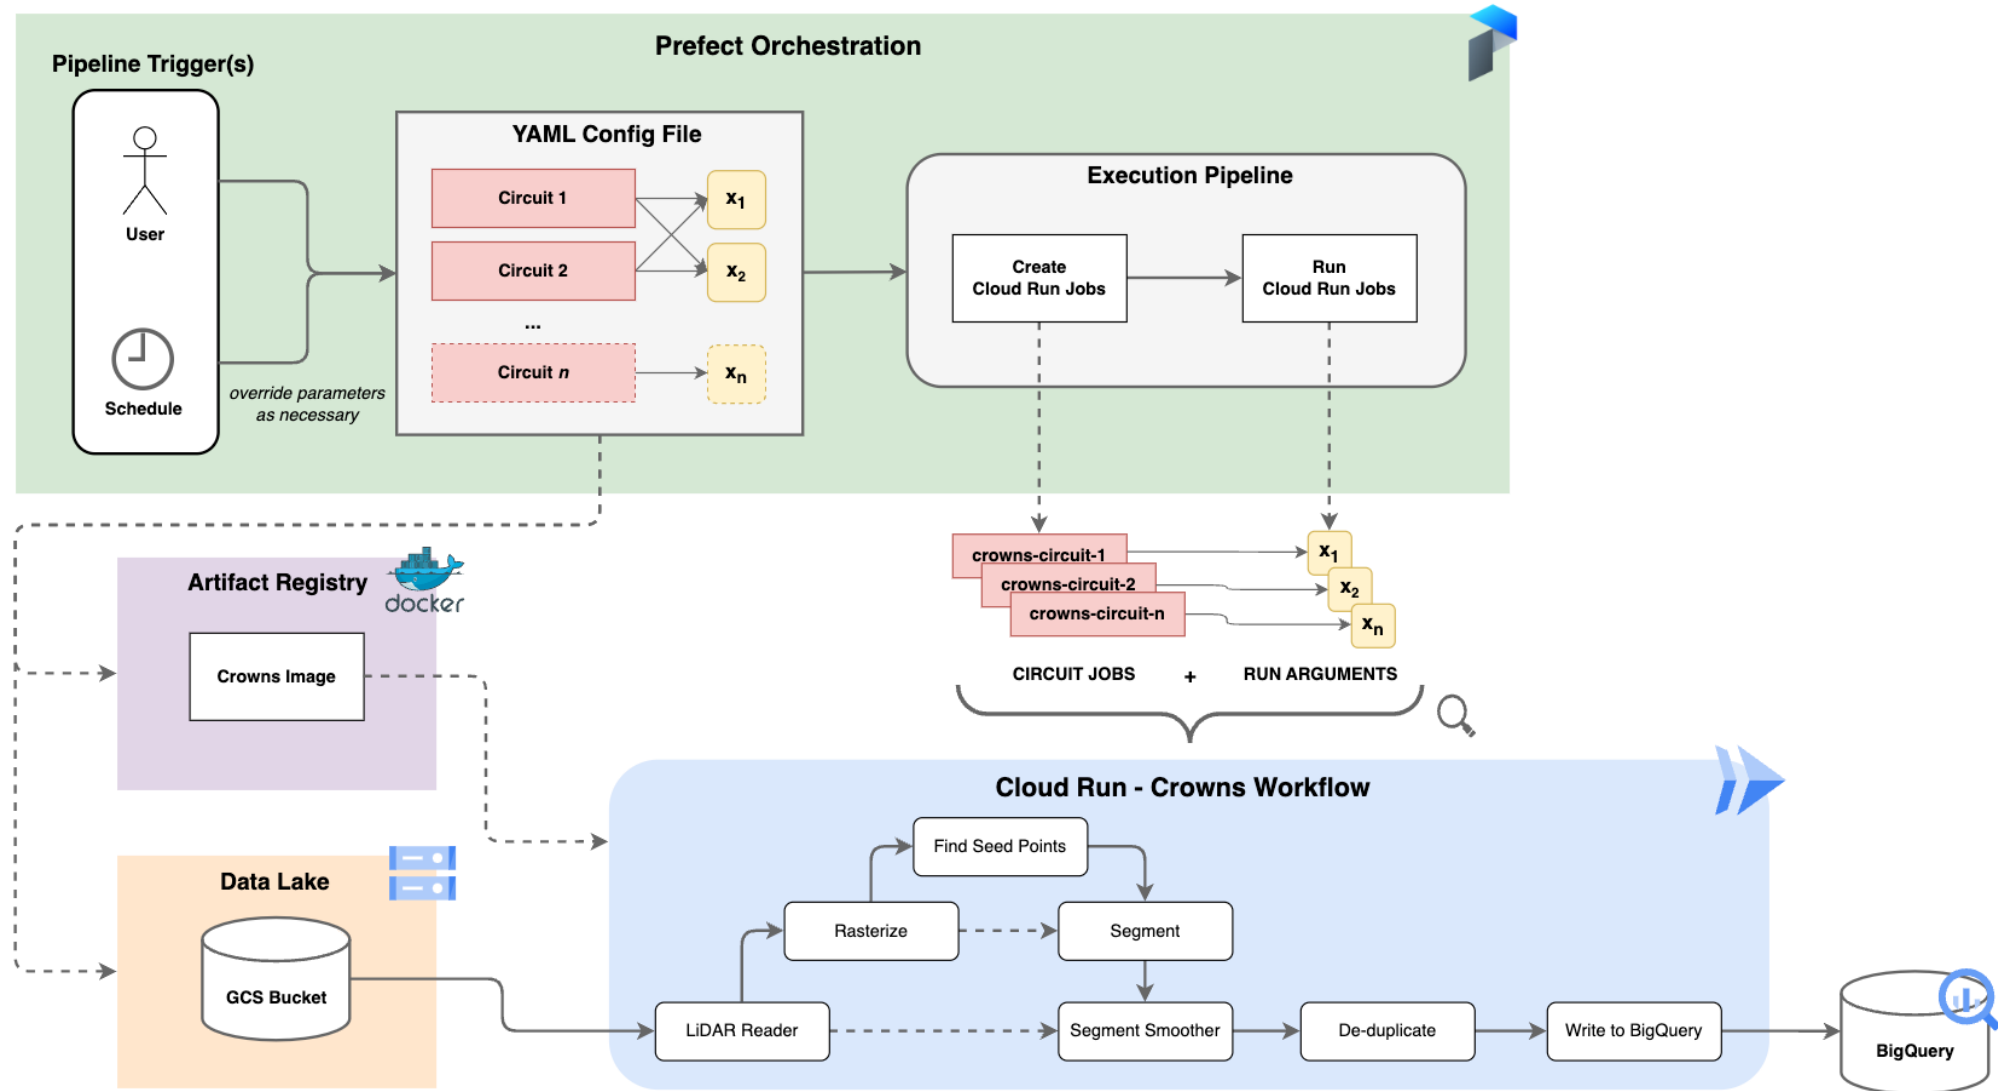 Prefect Orchestration
Pipeline Trigger(s)
User
Schedule
override parameters
as necessary
YAML Config File
Circuit 1
x1
Circuit 2
x2
...
Circuit n
xn
Execution Pipeline
Create
Cloud Run Jobs
Run
Cloud Run Jobs
crowns-circuit-1
crowns-circuit-2
crowns-circuit-n
x1
x2
xn
CIRCUIT JOBS + RUN ARGUMENTS
Artifact Registry
docker
Crowns Image
Data Lake
GCS Bucket
Cloud Run - Crowns Workflow
Find Seed Points
Rasterize
Segment
LiDAR Reader
Segment Smoother
De-duplicate
Write to BigQuery
BigQuery